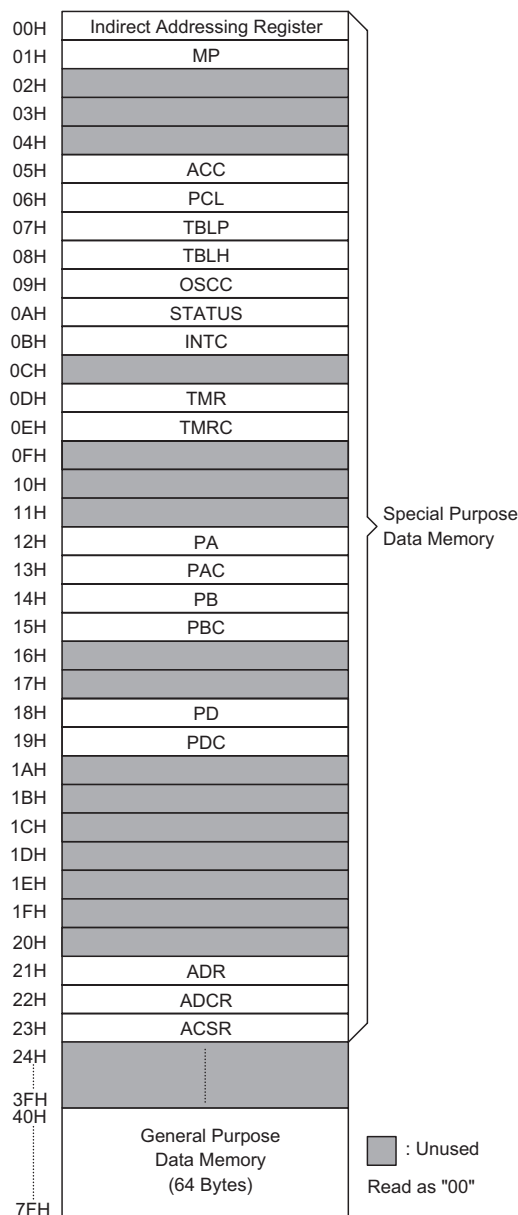 00H Indirect Addressing Register
01H MP
02H
03H
04H
05H ACC
06H PCL
07H TBLP
08H TBLH
09H OSCC
0AH STATUS
0BH INTC
0CH
0DH TMR
0EH TMRC
0FH
10H
11H
Special Purpose
Data Memory
12H PA
13H PAC
14H PB
15H PBC
16H
17H
18H PD
19H PDC
1AH
1BH
1CH
1DH
1EH
1FH
20H
21H ADR
22H ADCR
23H ACSR
24H
3FH
40H
General Purpose
Data Memory
(64 Bytes)
7FH
: Unused
Read as "00"